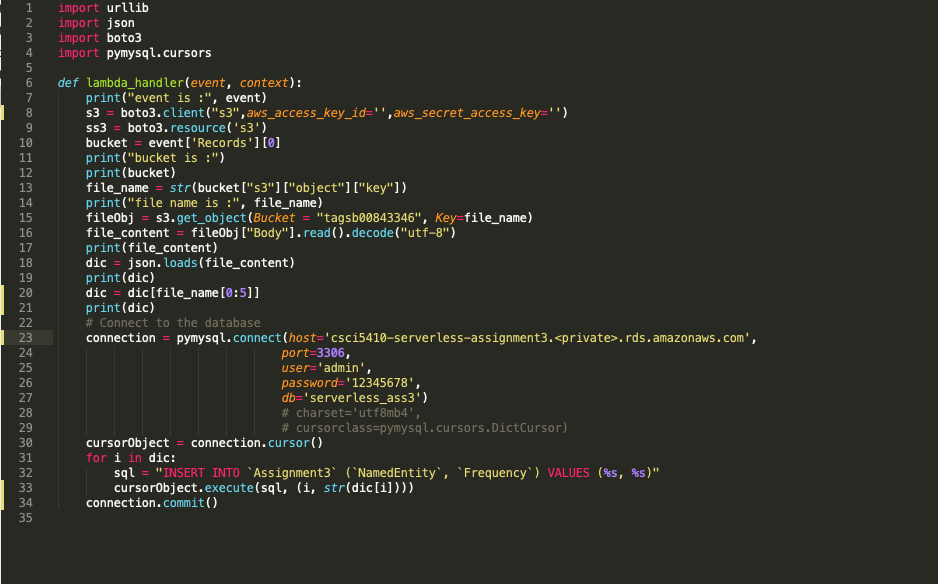 1 import urllib
2 import json
3 import boto3
4 import pymysql.cursors
5
6 def lambda_handler(event, context):
7     print("event is :", event)
8     s3 = boto3.client("s3",aws_access_key_id='',aws_secret_access_key='')
9     ss3 = boto3.resource('s3')
10     bucket = event['Records'][0]
11     print("bucket is :")
12     print(bucket)
13     file_name = str(bucket["s3"]["object"]["key"])
14     print("file name is :", file_name)
15     fileObj = s3.get_object(Bucket = "tagsb00843346", Key=file_name)
16     file_content = fileObj["Body"].read().decode("utf-8")
17     print(file_content)
18     dic = json.loads(file_content)
19     print(dic)
20     dic = dic[file_name[0:5]]
21     print(dic)
22     # Connect to the database
23     connection = pymysql.connect(host='csci5410-serverless-assignment3.<private>.rds.amazonaws.com',
24                                  port=3306,
25                                  user='admin',
26                                  password='12345678',
27                                  db='serverless_ass3')
28                                  # charset='utf8mb4',
29                                  # cursorclass=pymysql.cursors.DictCursor)
30     cursorObject = connection.cursor()
31     for i in dic:
32         sql = "INSERT INTO `Assignment3` (`NamedEntity`, `Frequency`) VALUES (%s, %s)"
33         cursorObject.execute(sql, (i, str(dic[i])))
34     connection.commit()
35